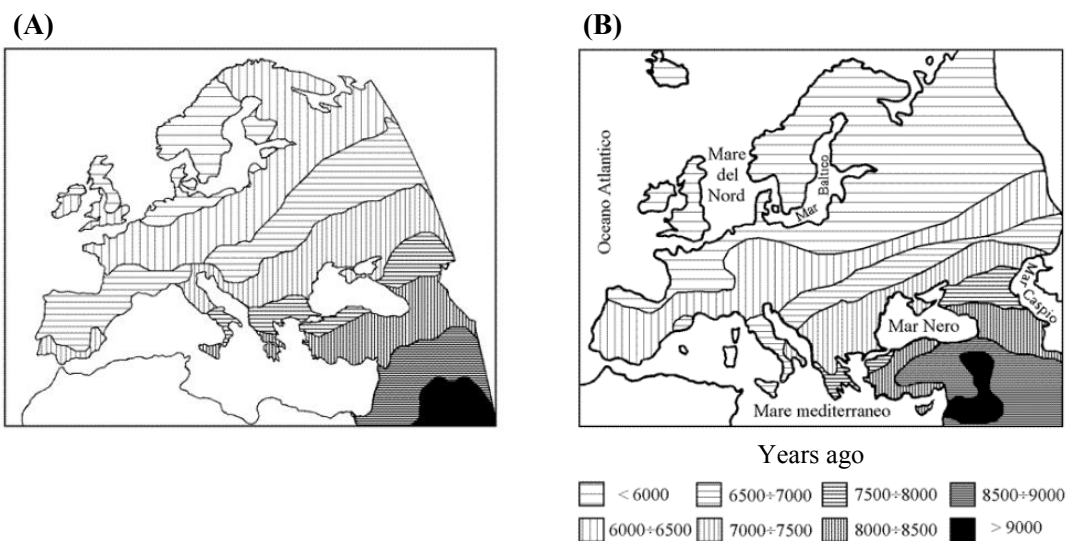 (A)
(B)
Oceano Atlantico
Mare
del
Nord
Mar
Baltico
Mar Caspio
Mar Nero
Mare mediterraneo
Years ago
< 6000
6500÷7000
7500÷8000
8500÷9000
6000÷6500
7000÷7500
8000÷8500
> 9000